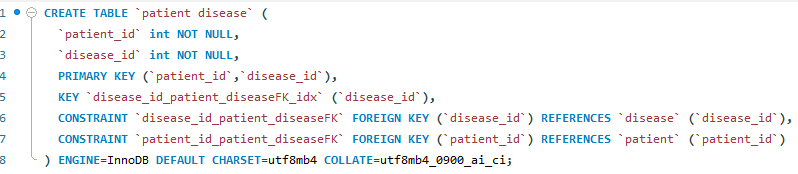 1 CREATE TABLE `patient disease` (
2 `patient_id` int NOT NULL,
3 `disease_id` int NOT NULL,
4 PRIMARY KEY (`patient_id`,`disease_id`),
5 KEY `disease_id_patient_diseaseFK_idx` (`disease_id`),
6 CONSTRAINT `disease_id_patient_diseaseFK` FOREIGN KEY (`disease_id`) REFERENCES `disease` (`disease_id`),
7 CONSTRAINT `patient_id_patient_diseaseFK` FOREIGN KEY (`patient_id`) REFERENCES `patient` (`patient_id`)
8 ) ENGINE=InnoDB DEFAULT CHARSET=utf8mb4 COLLATE=utf8mb4_0900_ai_ci;